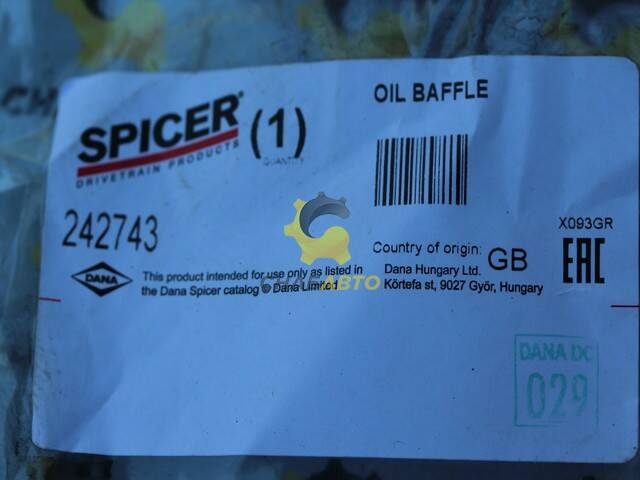 SPICER®
DRIVETRAIN PRODUCTS
(1)
QUANTITY
OIL BAFFLE
242743
X093GR
Country of origin: GB
EAC
DANA
This product intended for use only as listed in
the Dana Spicer catalog © Dana Limited
Dana Hungary Ltd.
Körtefa st, 9027 Győr, Hungary
АВТО
DANA DC
029